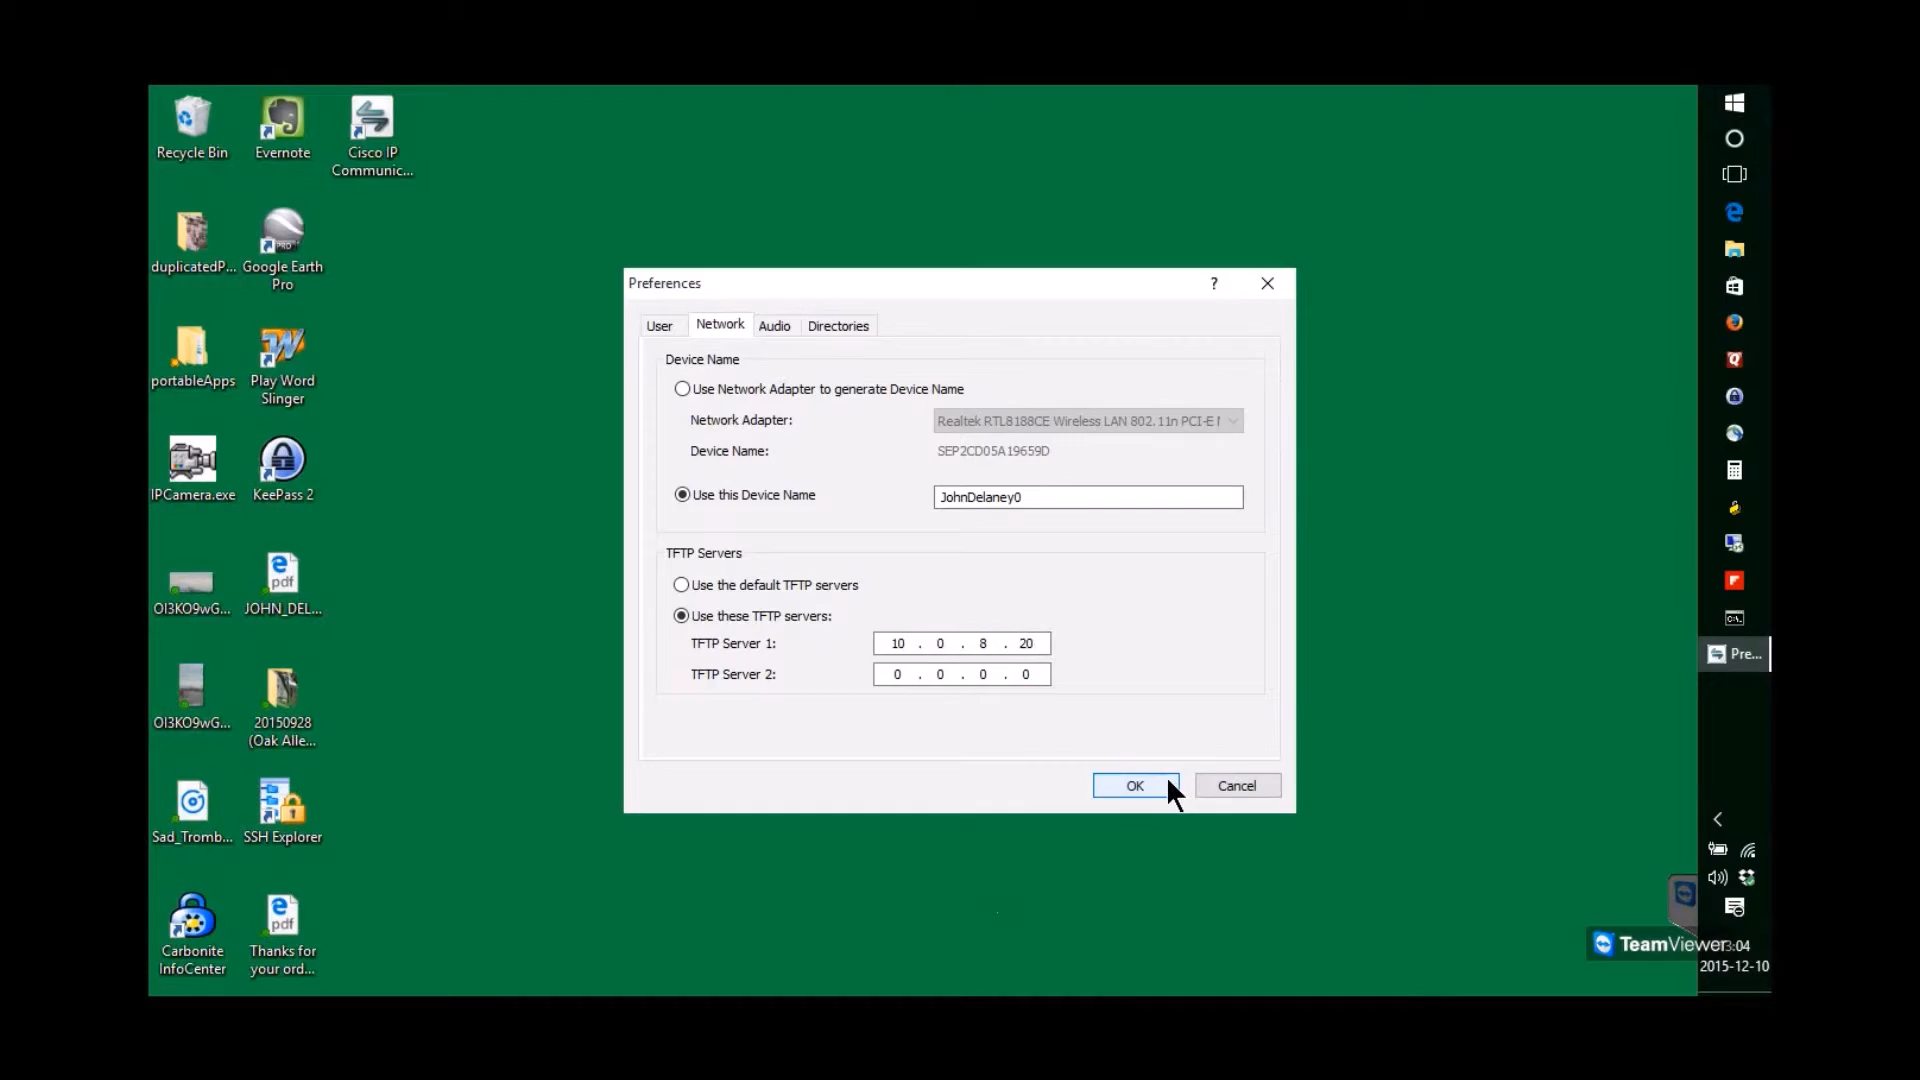 Recycle Bin
Evernote
Cisco IP
Communic...
duplicatedP...
Google Earth
Pro
portableApps
Play Word
Slinger
IPCamera.exe
KeePass 2
OI3KO9wG...
JOHN_DEL...
OI3KO9wG...
20150928
(Oak Alle...
Sad_Tromb...
SSH Explorer
Carbonite
InfoCenter
Thanks for
your ord...
Preferences
?
User
Network
Audio
Directories
Device Name
Use Network Adapter to generate Device Name
Network Adapter:
Realtek RTL8188CE Wireless LAN 802.11n PCI-E
Device Name:
SEP2CD05A19659D
Use this Device Name
JohnDelaney0
TFTP Servers
Use the default TFTP servers
Use these TFTP servers:
TFTP Server 1:
10 . 0 . 8 . 20
TFTP Server 2:
0 . 0 . 0 . 0
OK
Cancel
Pre...
TeamViewer
3:04
2015-12-10